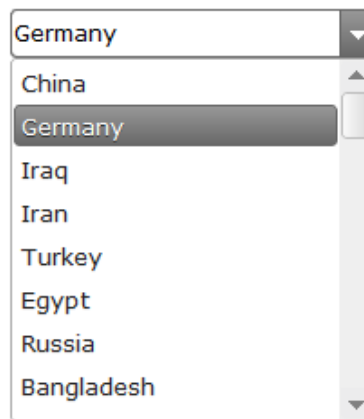 Germany
China
Germany
Iraq
Iran
Turkey
Egypt
Russia
Bangladesh